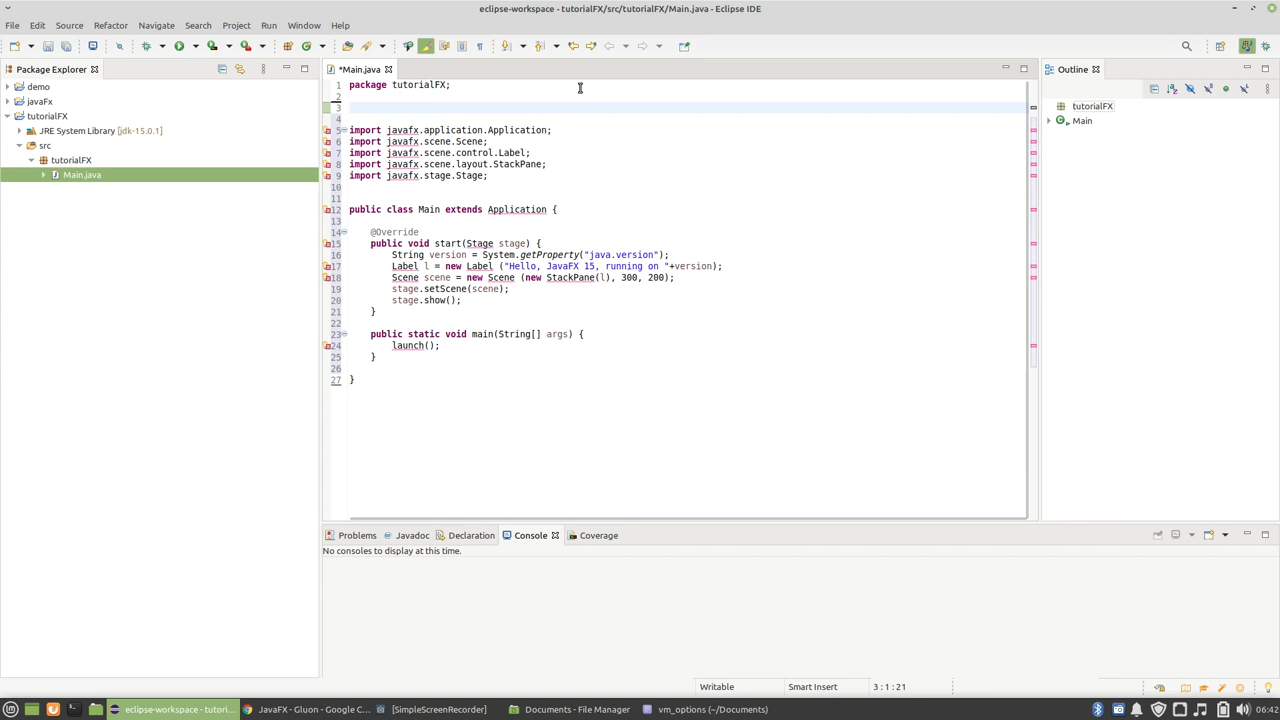 eclipse-workspace - tutorialFX/src/tutorialFX/Main.java - Eclipse IDE
File Edit Source Refactor Navigate Search Project Run Window Help
Package Explorer
demo
javaFx
tutorialFX
JRE System Library [jdk-15.0.1]
src
tutorialFX
Main.java
*Main.java
1 package tutorialFX;
2
3
4
5 import javafx.application.Application;
6 import javafx.scene.Scene;
7 import javafx.scene.control.Label;
8 import javafx.scene.layout.StackPane;
9 import javafx.stage.Stage;
10
11
12 public class Main extends Application {
13
14 @Override
15 public void start(Stage stage) {
16 String version = System.getProperty("java.version");
17 Label l = new Label ("Hello, JavaFX 15, running on "+version);
18 Scene scene = new Scene (new StackPane(l), 300, 200);
19 stage.setScene(scene);
20 stage.show();
21 }
22
23 public static void main(String[] args) {
24 launch();
25 }
26
27 }
Outline
tutorialFX
Main
Problems Javadoc Declaration Console Coverage
No consoles to display at this time.
Writable Smart Insert 3 : 1 : 21
eclipse-workspace - tutori... JavaFX - Gluon - Google C... [SimpleScreenRecorder] Documents - File Manager vm_options (~/Documents) 06:42